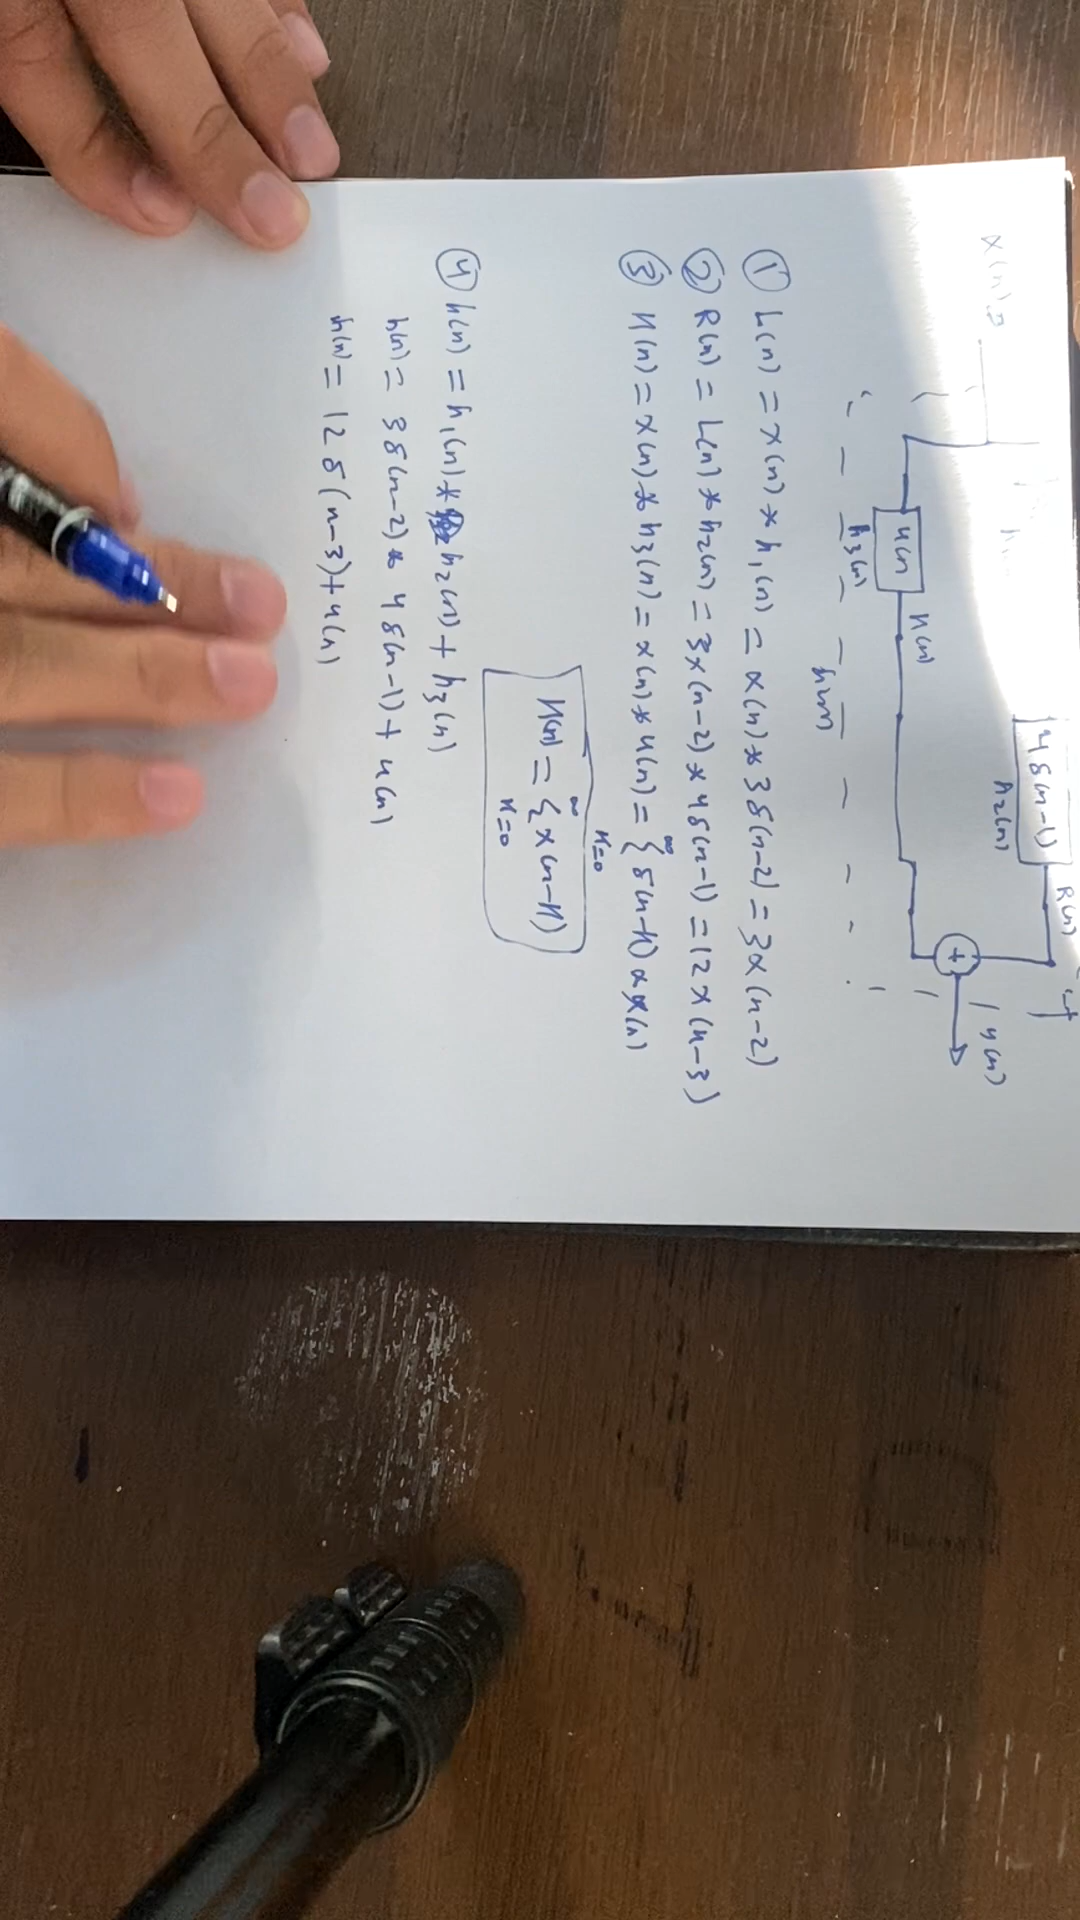 x(n)
4δ(n-1)
R(n)
h2(n)
y(n)
+
u(n)
K(n)
h3(n)
h(n)
① L(n) = x(n) * h1(n) = x(n) * 3δ(n-2) = 3x(n-2)
② R(n) = L(n) * h2(n) = 3x(n-2) * 4δ(n-1) = 12x(n-3)
③ K(n) = x(n) * h3(n) = x(n) * u(n) = ∞ Σ K=0 δ(n-K) * x(n)
K(n) = ∞ Σ K=0 x(n-K)
④ h(n) = h1(n) * h2(n) + h3(n)
h(n) = 3δ(n-2) * 4δ(n-1) + u(n)
h(n) = 12δ(n-3) + u(n)